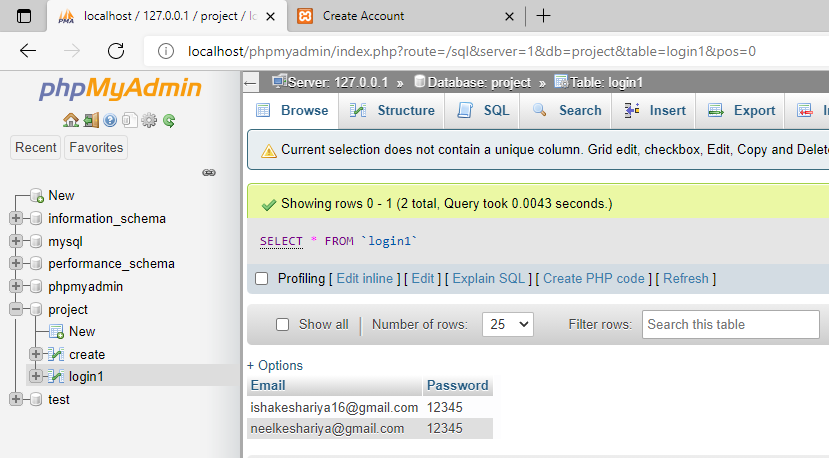 localhost / 127.0.0.1 / project / lo
Create Account
localhost/phpmyadmin/index.php?route=/sql&server=1&db=project&table=login1&pos=0
phpMyAdmin
Recent
Favorites
New
information_schema
mysql
performance_schema
phpmyadmin
project
New
create
login1
test
Server: 127.0.0.1 » Database: project » Table: login1
Browse Structure SQL Search Insert Export
Current selection does not contain a unique column. Grid edit, checkbox, Edit, Copy and Delete
Showing rows 0 - 1 (2 total, Query took 0.0043 seconds.)
SELECT * FROM `login1`
Profiling [ Edit inline ] [ Edit ] [ Explain SQL ] [ Create PHP code ] [ Refresh ]
Show all Number of rows: 25 Filter rows: Search this table
+ Options
Email Password
ishakeshariya16@gmail.com 12345
neelkeshariya@gmail.com 12345